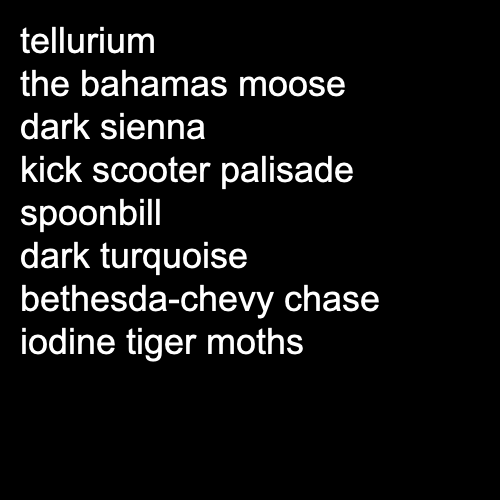 tellurium
the bahamas moose
dark sienna
kick scooter palisade
spoonbill
dark turquoise
bethesda-chevy chase
iodine tiger moths